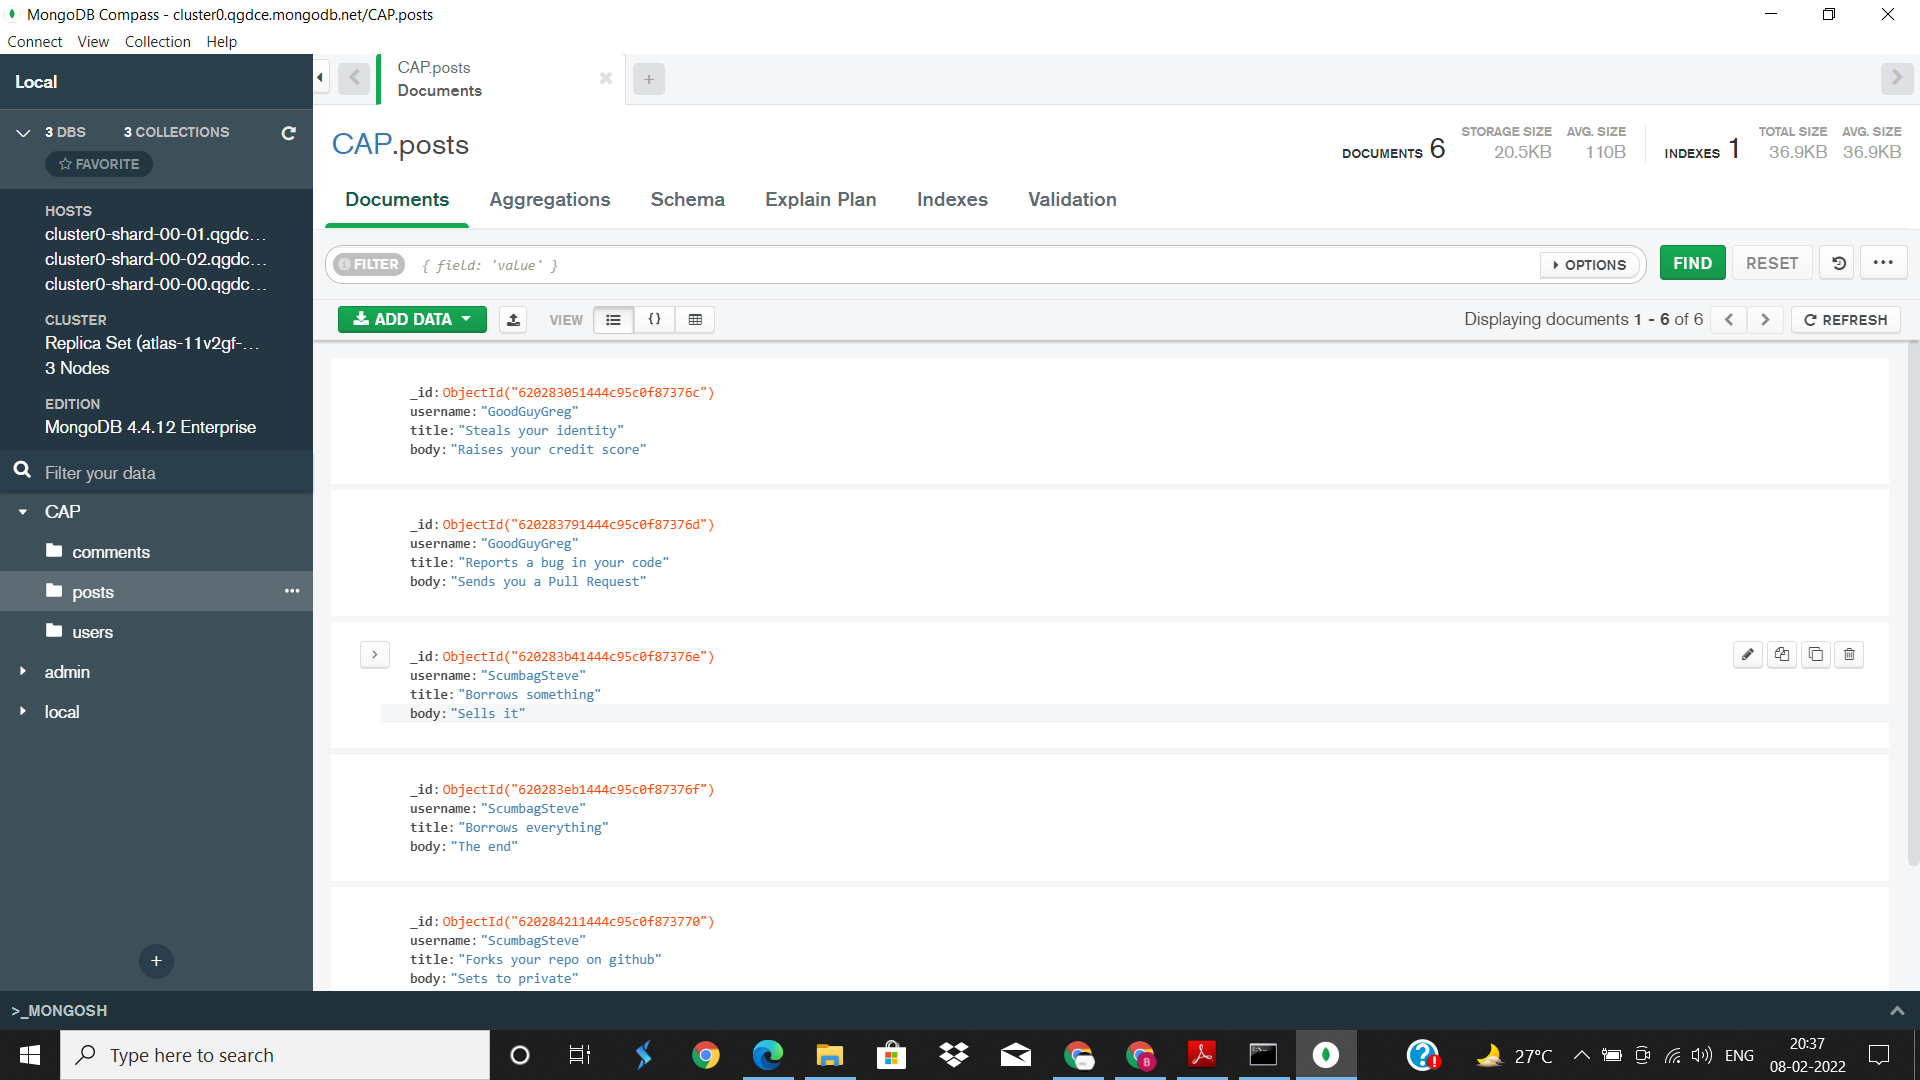 MongoDB Compass - cluster0.qgdce.mongodb.net/CAP.posts
Connect View Collection Help
Local
3 DBS 3 COLLECTIONS
FAVORITE
HOSTS
cluster0-shard-00-01.qgdc...
cluster0-shard-00-02.qgdc...
cluster0-shard-00-00.qgdc...
CLUSTER
Replica Set (atlas-11v2gf-...
3 Nodes
EDITION
MongoDB 4.4.12 Enterprise
Filter your data
CAP
comments
posts
users
admin
local
CAP.posts
Documents
CAP.posts
DOCUMENTS 6
STORAGE SIZE
20.5KB
AVG. SIZE
110B
INDEXES 1
TOTAL SIZE
36.9KB
AVG. SIZE
36.9KB
Documents Aggregations Schema Explain Plan Indexes Validation
FILTER { field: 'value' } OPTIONS FIND RESET
ADD DATA VIEW Displaying documents 1 - 6 of 6 REFRESH
_id: ObjectId("620283051444c95c0f87376c")
username: "GoodGuyGreg"
title: "Steals your identity"
body: "Raises your credit score"
_id: ObjectId("620283791444c95c0f87376d")
username: "GoodGuyGreg"
title: "Reports a bug in your code"
body: "Sends you a Pull Request"
_id: ObjectId("620283b41444c95c0f87376e")
username: "ScumbagSteve"
title: "Borrows something"
body: "Sells it"
_id: ObjectId("620283eb1444c95c0f87376f")
username: "ScumbagSteve"
title: "Borrows everything"
body: "The end"
_id: ObjectId("620284211444c95c0f873770")
username: "ScumbagSteve"
title: "Forks your repo on github"
body: "Sets to private"
>_MONGOSH
Type here to search
27°C
ENG
20:37
08-02-2022